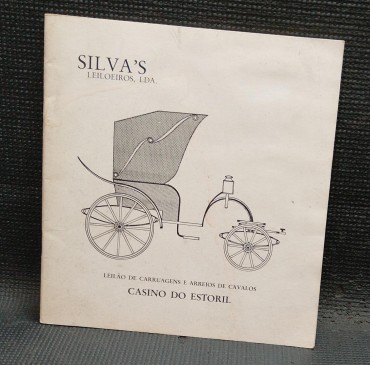 SILVA'S
LEILOEIROS, LDA.
LEILÃO DE CARRUAGENS E ARREIOS DE CAVALOS
CASINO DO ESTORIL